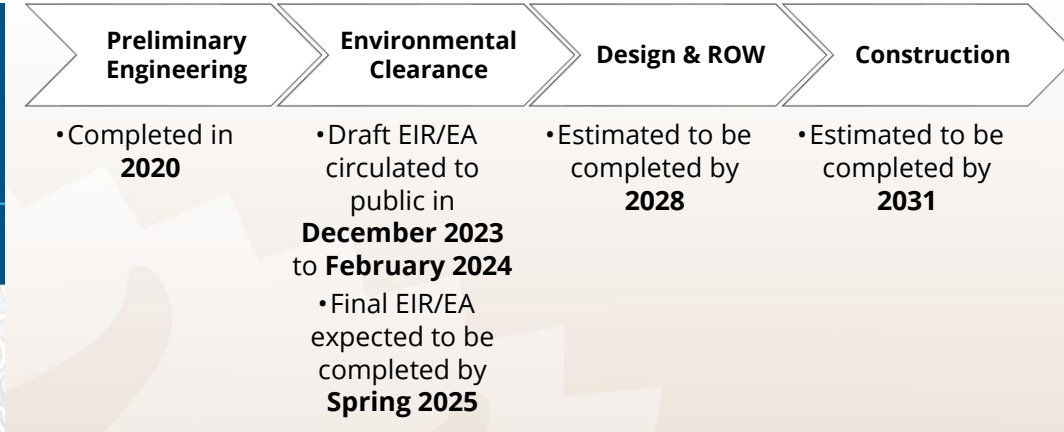 Preliminary
Engineering
•Completed in
2020
Environmental
Clearance
•Draft EIR/EA
circulated to
public in
December 2023
to February 2024
•Final EIR/EA
expected to be
completed by
Spring 2025
Design & ROW
•Estimated to be
completed by
2028
Construction
•Estimated to be
completed by
2031